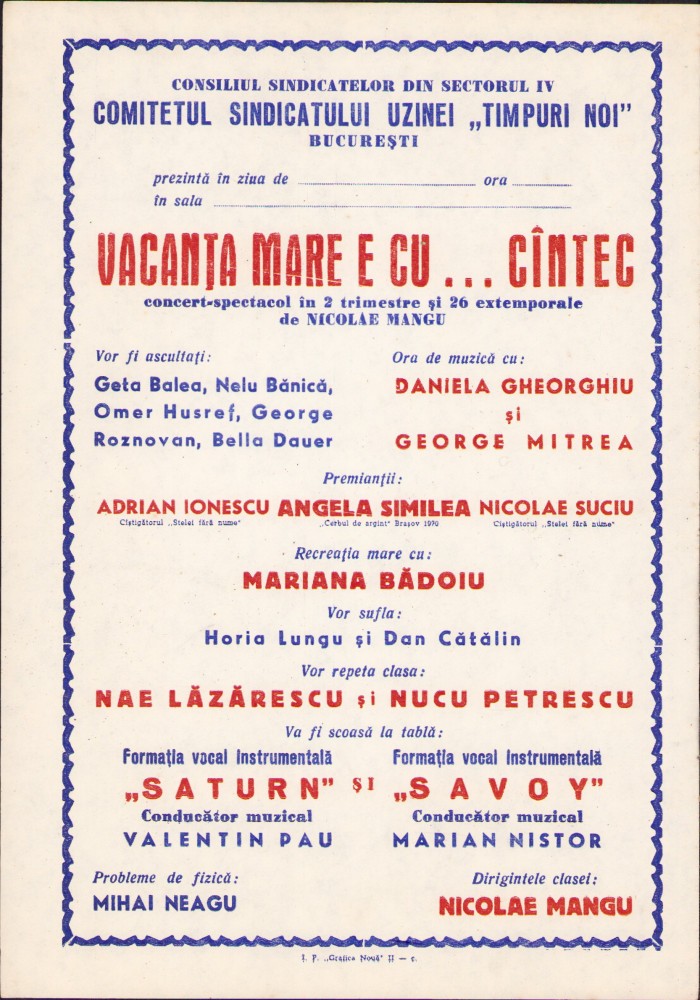 CONSILIUL SINDICATELOR DIN SECTORUL IV
COMITETUL SINDICATULUI UZINEI „TIMPURI NOI”
BUCUREŞTI
prezintă în ziua de ora
în sala
VACANŢA MARE E CU ... CÎNTEC
concert-spectacol în 2 trimestre şi 26 extemporale
de NICOLAE MANGU
Vor fi ascultaţi:
Geta Balea, Nelu Bănică,
Omer Husref, George
Roznovan, Bella Dauer
Ora de muzică cu:
DANIELA GHEORGHIU
şi
GEORGE MITREA
Premianţii:
ADRIAN IONESCU ANGELA SIMILEA NICOLAE SUCIU
Cîştigătorul „Stelei fără nume” „Cerbul de argint” Braşov 1970 Cîştigătorul „Stelei fără nume”
Recreaţia mare cu:
MARIANA BĂDOIU
Vor sufla:
Horia Lungu şi Dan Cătălin
Vor repeta clasa:
NAE LĂZĂRESCU şi NUCU PETRESCU
Va fi scoasă la tablă:
Formaţia vocal instrumentală
„SATURN”
Conducător muzical
VALENTIN PAU
ŞI
Formaţia vocal instrumentală
„SAVOY”
Conducător muzical
MARIAN NISTOR
Probleme de fizică:
MIHAI NEAGU
Dirigintele clasei:
NICOLAE MANGU
I. P. „Grafica Nouă” II — c.